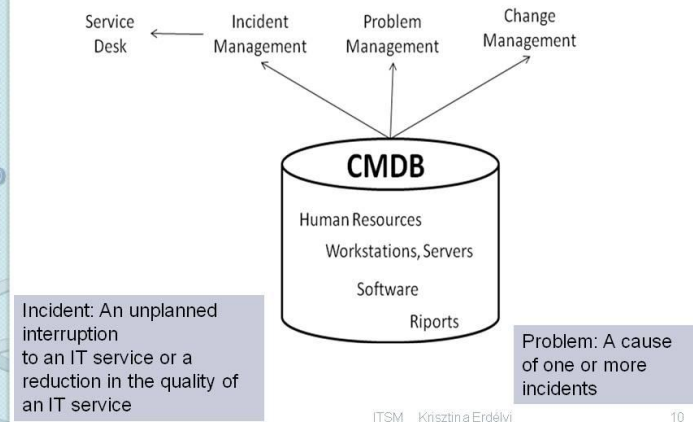 Service
Desk
Incident
Management
Problem
Management
Change
Management
CMDB
Human Resources
Workstations, Servers
Software
Riports
Incident: An unplanned
interruption
to an IT service or a
reduction in the quality of
an IT service
Problem: A cause
of one or more
incidents
ITSM Krisztina Erdélyi
10